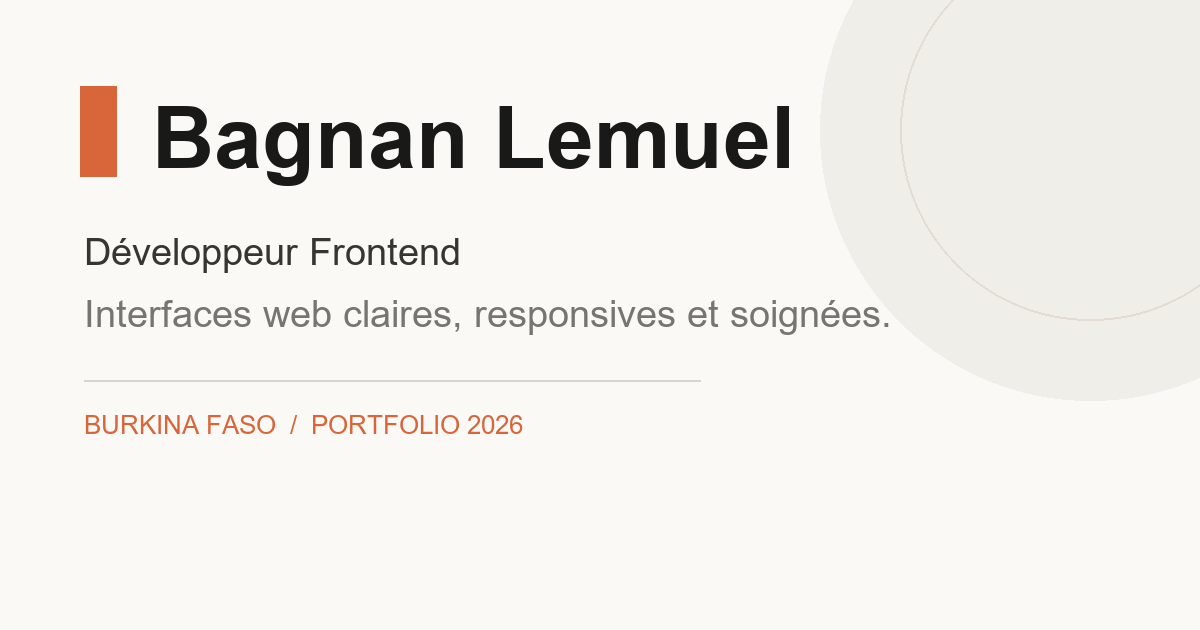 Bagnan Lemuel
Développeur Frontend
Interfaces web claires, responsives et soignées.
BURKINA FASO / PORTFOLIO 2026